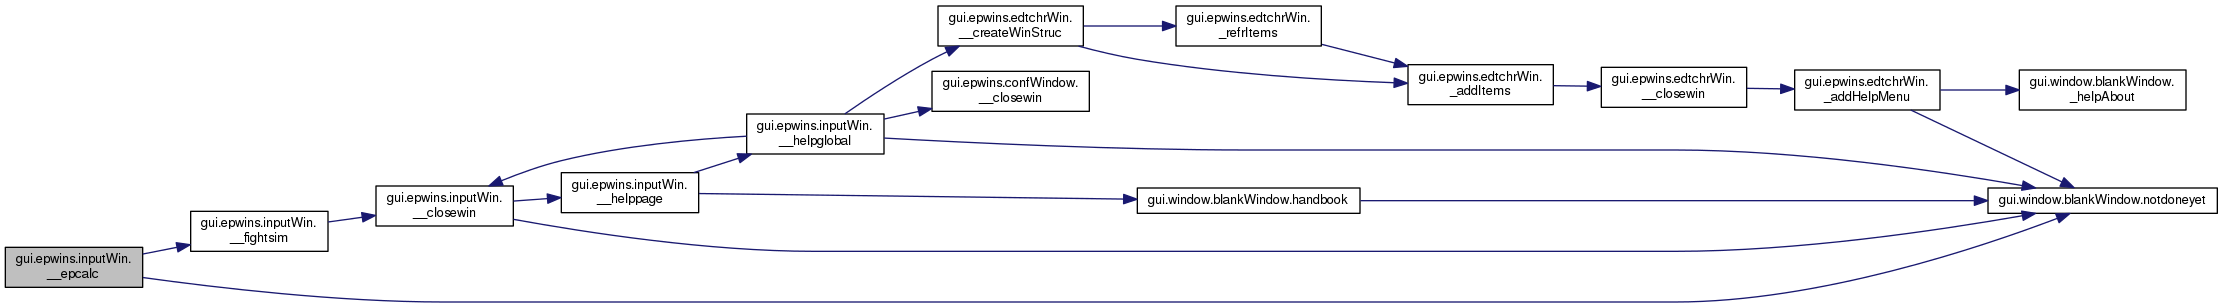 gui.epwins.inputWin.
__epcalc
gui.epwins.inputWin.
__fightsim
gui.epwins.inputWin.
__closewin
gui.epwins.inputWin.
__helppage
gui.epwins.inputWin.
__helpglobal
gui.epwins.edtchrWin.
__createWinStruc
gui.epwins.confWindow.
__closewin
gui.epwins.edtchrWin.
_refrItems
gui.window.blankWindow.handbook
gui.epwins.edtchrWin.
_addItems
gui.epwins.edtchrWin.
__closewin
gui.epwins.edtchrWin.
_addHelpMenu
gui.window.blankWindow.
_helpAbout
gui.window.blankWindow.notdoneyet